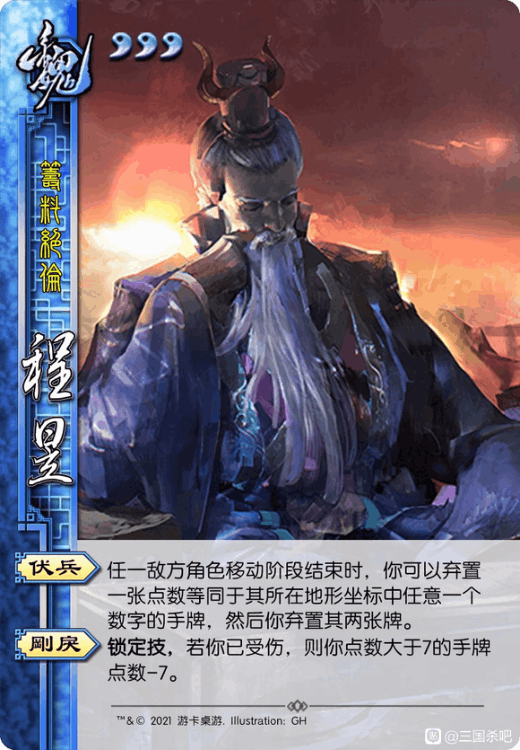 魏
籌料絕倫
程昱
伏兵
任一敌方角色移动阶段结束时，你可以弃置
一张点数等同于其所在地形坐标中任意一个
数字的手牌，然后你弃置其两张牌。
剛戾
锁定技，若你已受伤，则你点数大于7的手牌
点数-7。
™&© 2021 游卡桌游. Illustration: GH
贴 @三国杀吧